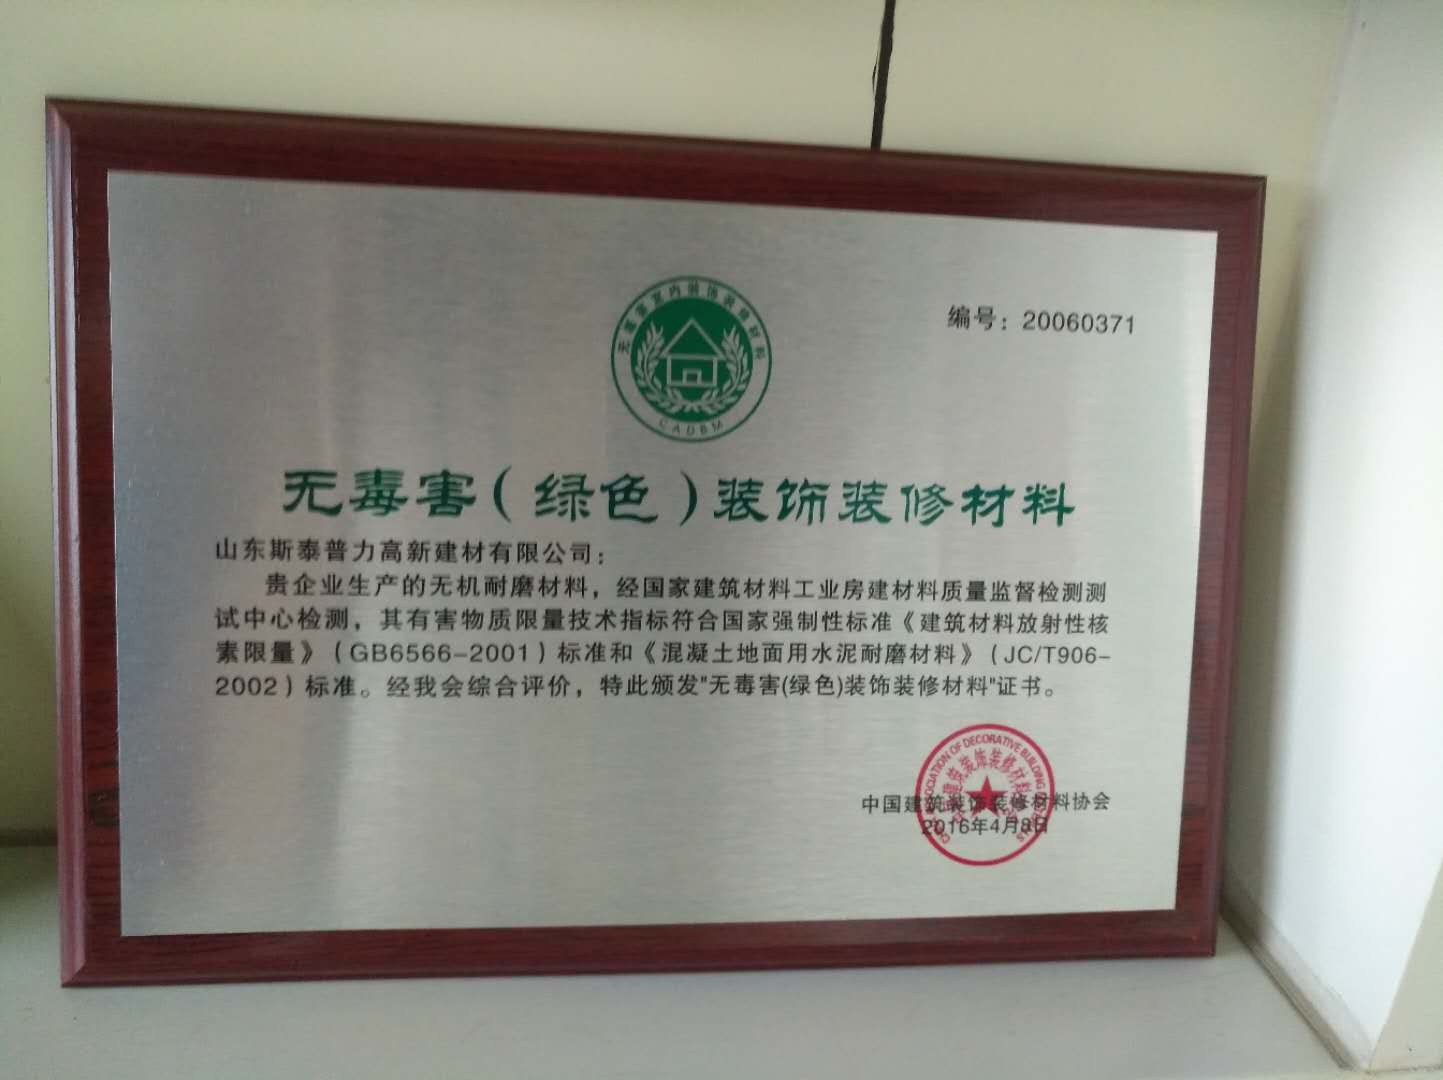 无毒害室内装饰装修材料
CADBM
编号：20060371
无毒害（绿色）装饰装修材料
山东斯泰普力高新建材有限公司：
贵企业生产的无机耐磨材料，经国家建筑材料工业房建材料质量监督检测测
试中心检测，其有害物质限量技术指标符合国家强制性标准《建筑材料放射性核
素限量》（GB6566-2001）标准和《混凝土地面用水泥耐磨材料》（JC/T906-
2002）标准。经我会综合评价，特此颁发"无毒害(绿色)装饰装修材料"证书。
中国建筑装饰装修材料协会
2016年4月8日